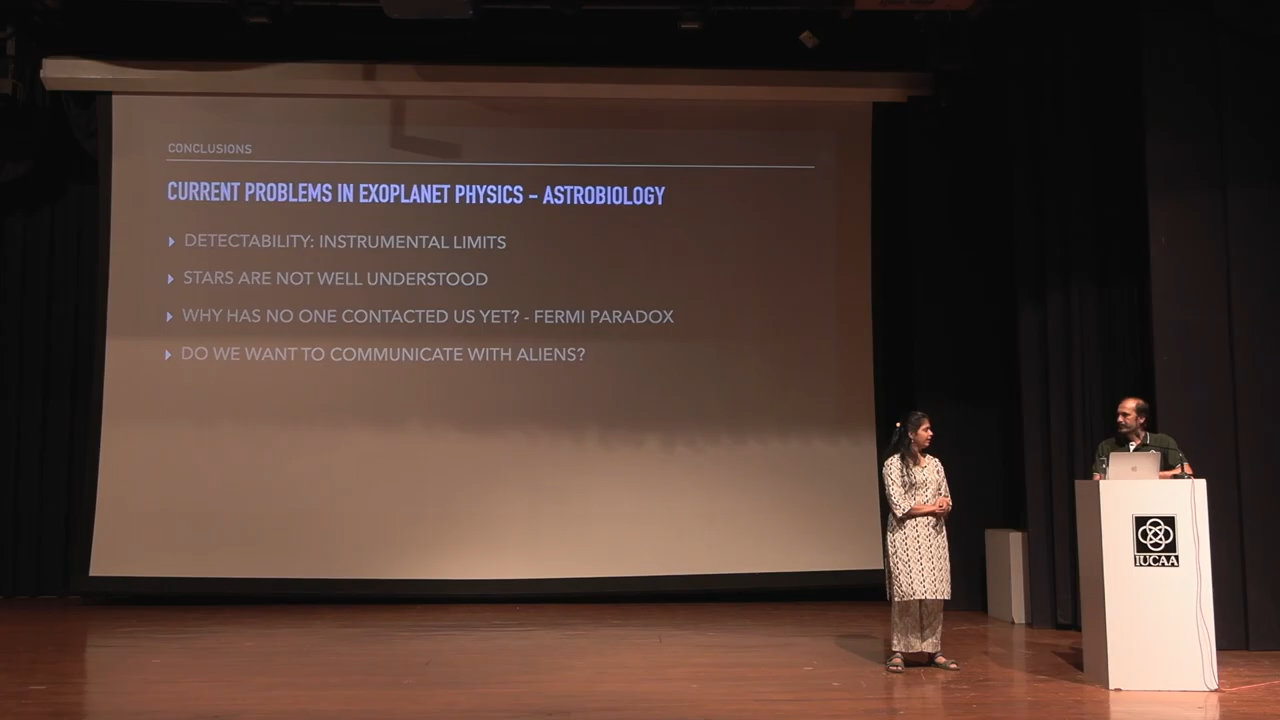 CONCLUSIONS
CURRENT PROBLEMS IN EXOPLANET PHYSICS – ASTROBIOLOGY
DETECTABILITY: INSTRUMENTAL LIMITS
STARS ARE NOT WELL UNDERSTOOD
WHY HAS NO ONE CONTACTED US YET? - FERMI PARADOX
DO WE WANT TO COMMUNICATE WITH ALIENS?
IUCAA